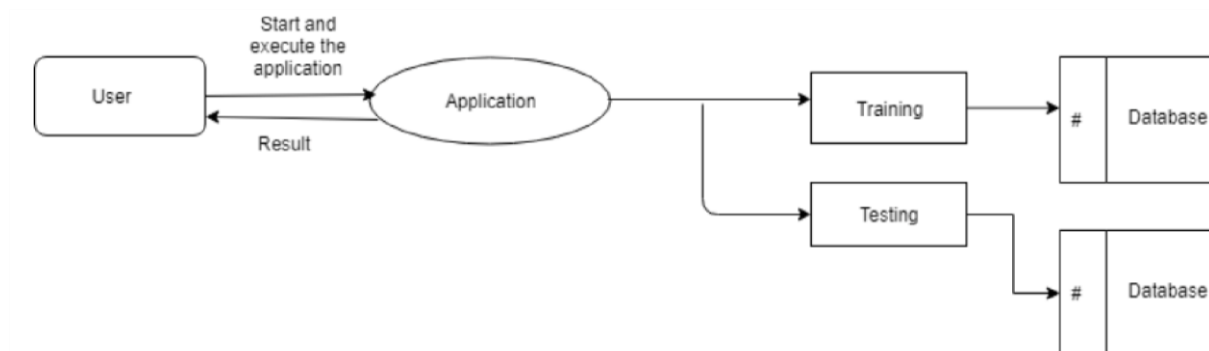 Start and
execute the
application
User
Application
Result
Training
# Database
Testing
# Database